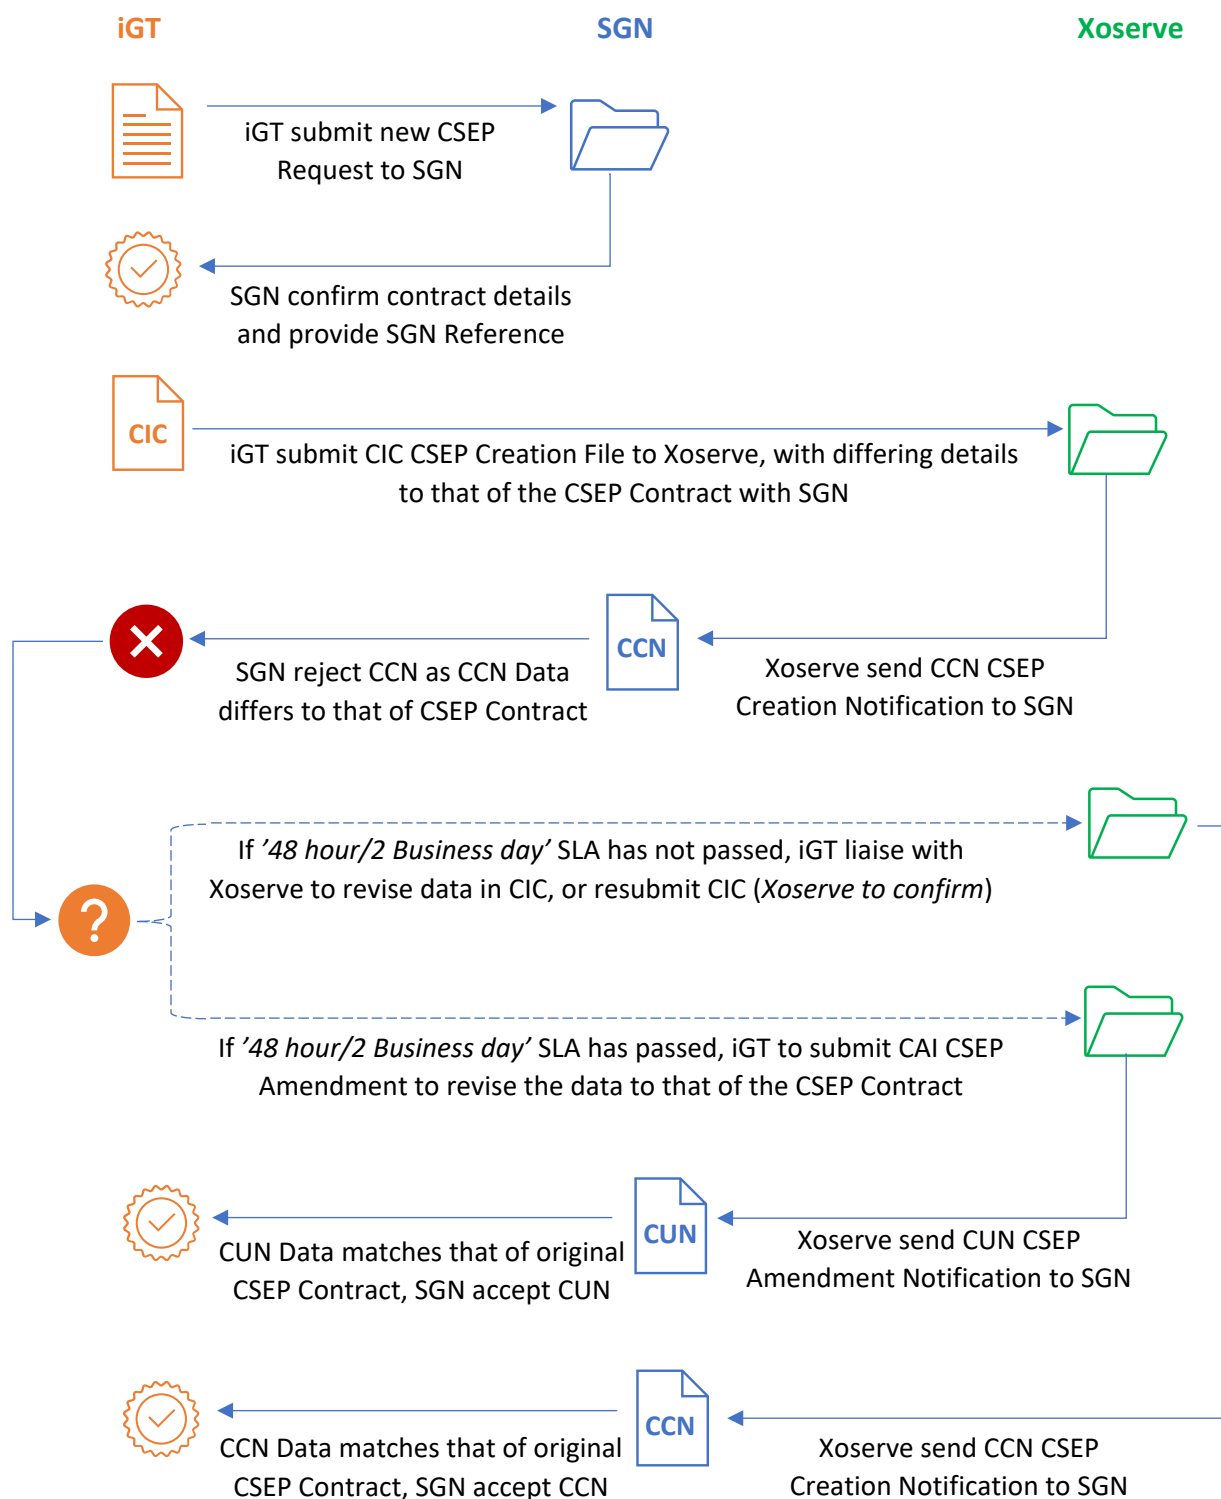 iGT
SGN
Xoserve
iGT submit new CSEP
Request to SGN
SGN confirm contract details
and provide SGN Reference
CIC
iGT submit CIC CSEP Creation File to Xoserve, with differing details
to that of the CSEP Contract with SGN
CCN
SGN reject CCN as CCN Data
differs to that of CSEP Contract
Xoserve send CCN CSEP
Creation Notification to SGN
If ’48 hour/2 Business day’ SLA has not passed, iGT liaise with
Xoserve to revise data in CIC, or resubmit CIC (Xoserve to confirm)
?
If ’48 hour/2 Business day’ SLA has passed, iGT to submit CAI CSEP
Amendment to revise the data to that of the CSEP Contract
CUN
CUN Data matches that of original
CSEP Contract, SGN accept CUN
Xoserve send CUN CSEP
Amendment Notification to SGN
CCN
CCN Data matches that of original
CSEP Contract, SGN accept CCN
Xoserve send CCN CSEP
Creation Notification to SGN